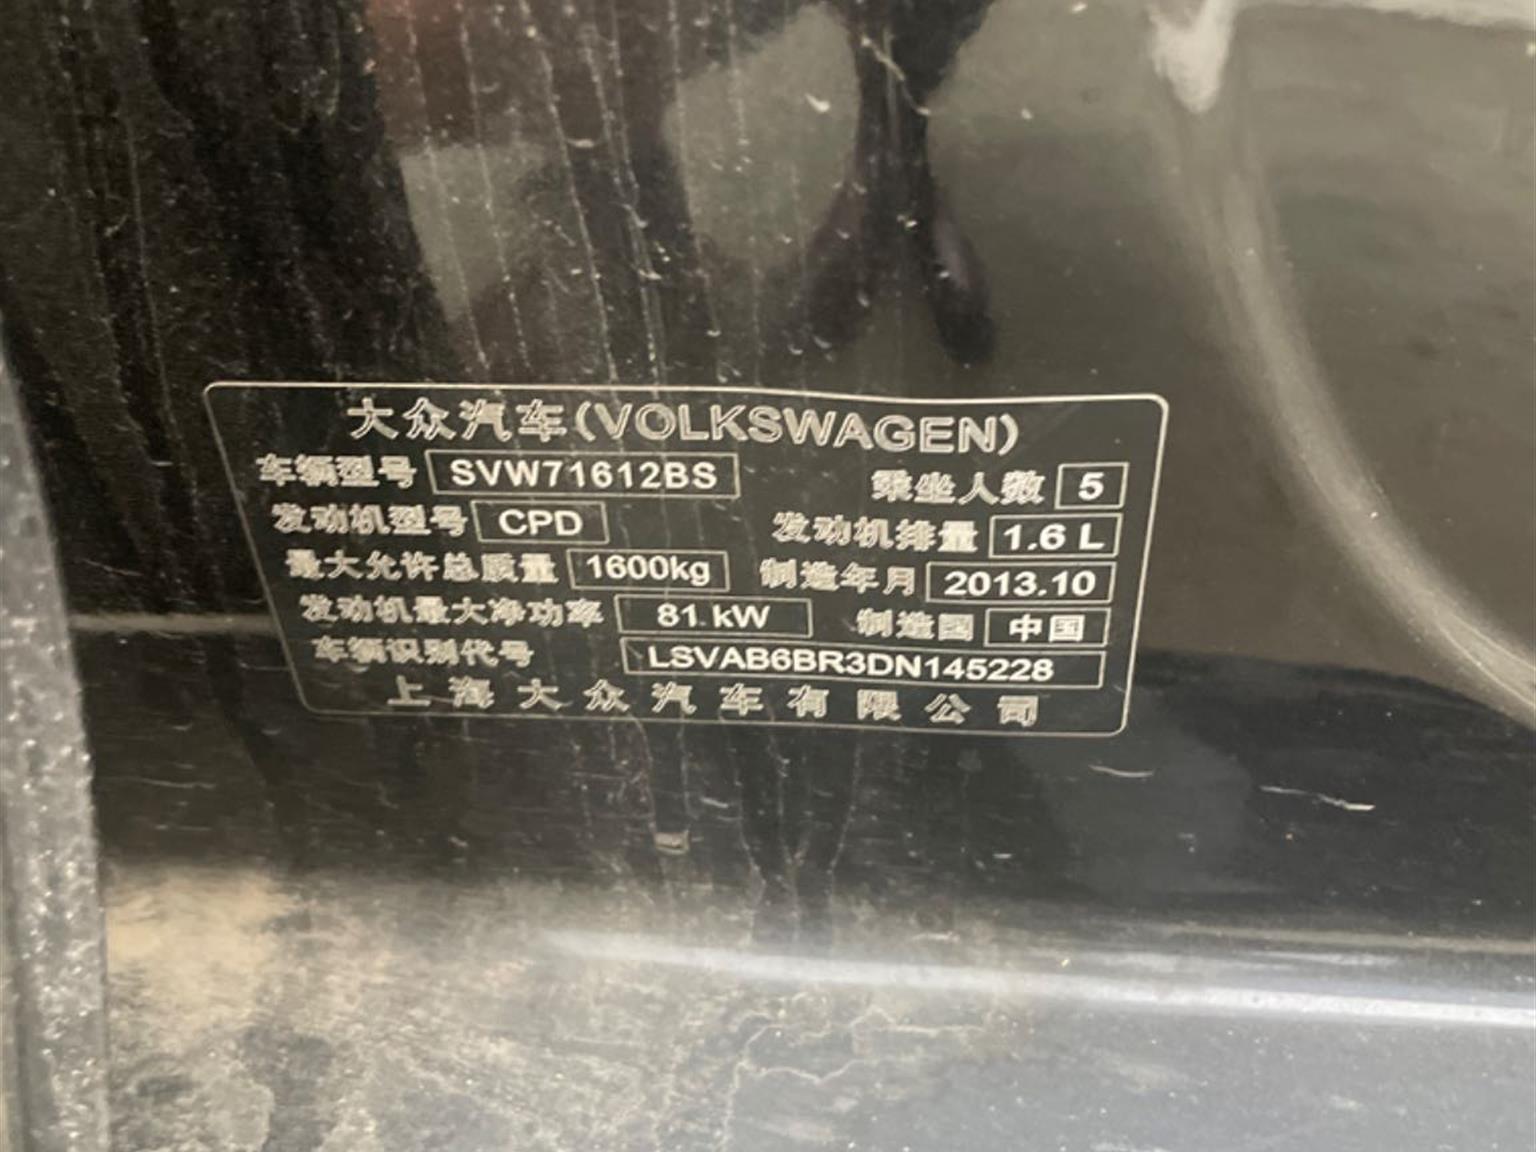 大众汽车(VOLKSWAGEN)
车辆型号 SVW71612BS 乘坐人数 5
发动机型号 CPD 发动机排量 1.6 L
最大允许总质量 1600kg 制造年月 2013.10
发动机最大净功率 81 kW 制造国 中国
车辆识别代号 LSVAB6BR3DN145228
上海大众汽车有限公司